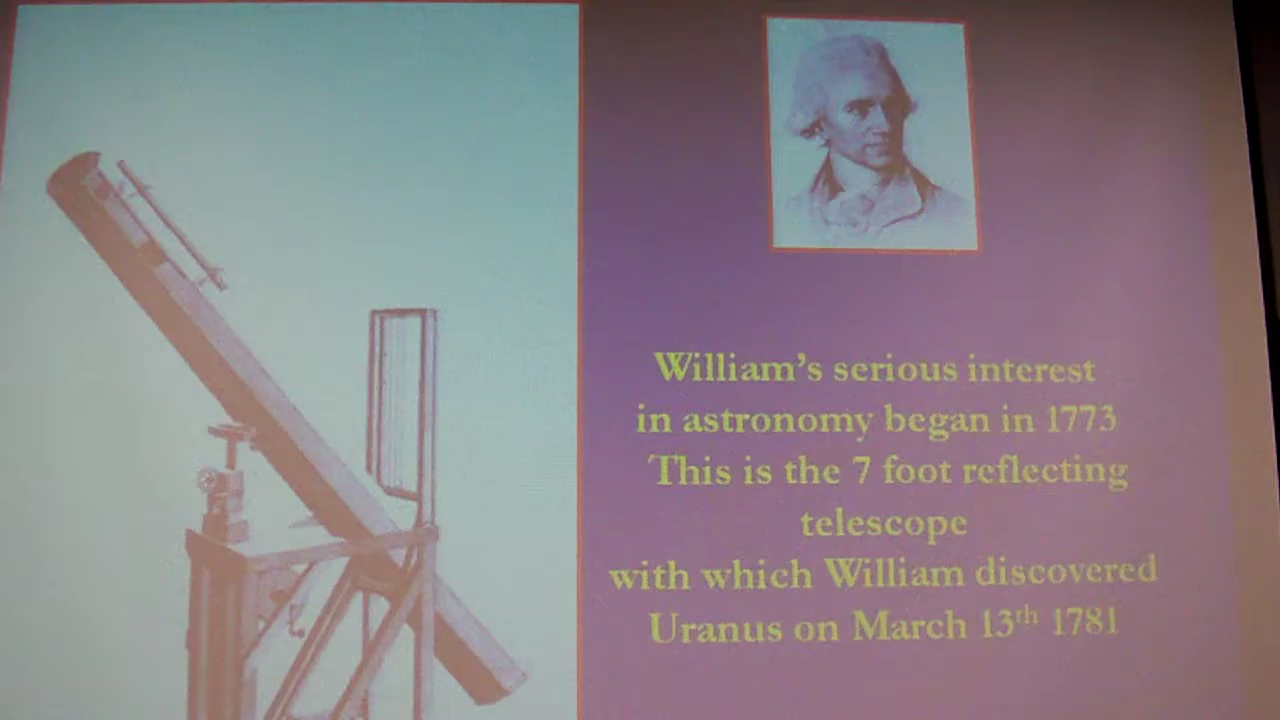 William's serious interest
in astronomy began in 1773
This is the 7 foot reflecting
telescope
with which William discovered
Uranus on March 13th 1781